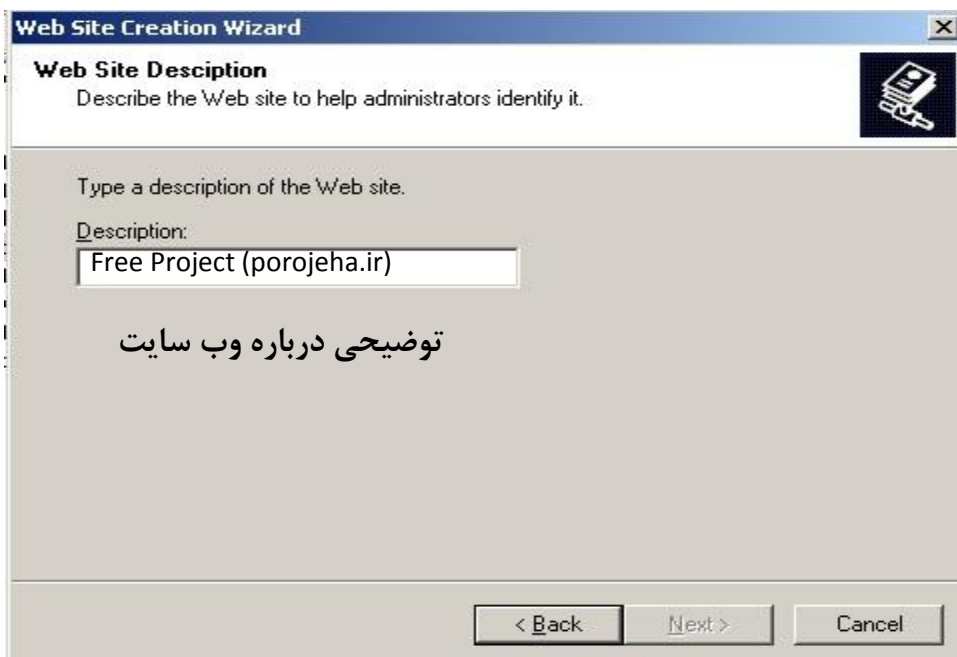 Web Site Creation Wizard
Web Site Desciption
Describe the Web site to help administrators identify it.
Type a description of the Web site.
Description:
Free Project (porojeha.ir)
توضیحی درباره وب سایت
< Back
Next >
Cancel